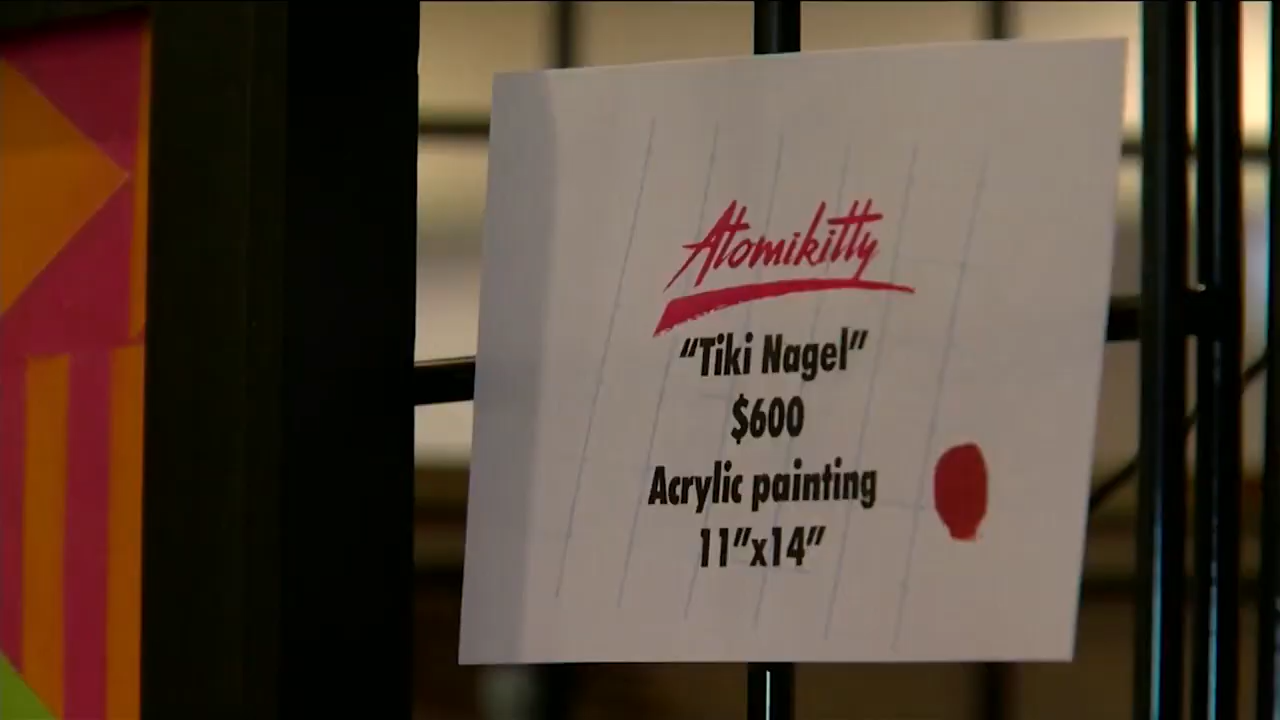 Atomikitty
“Tiki Nagel”
$600
Acrylic painting
11”x14”